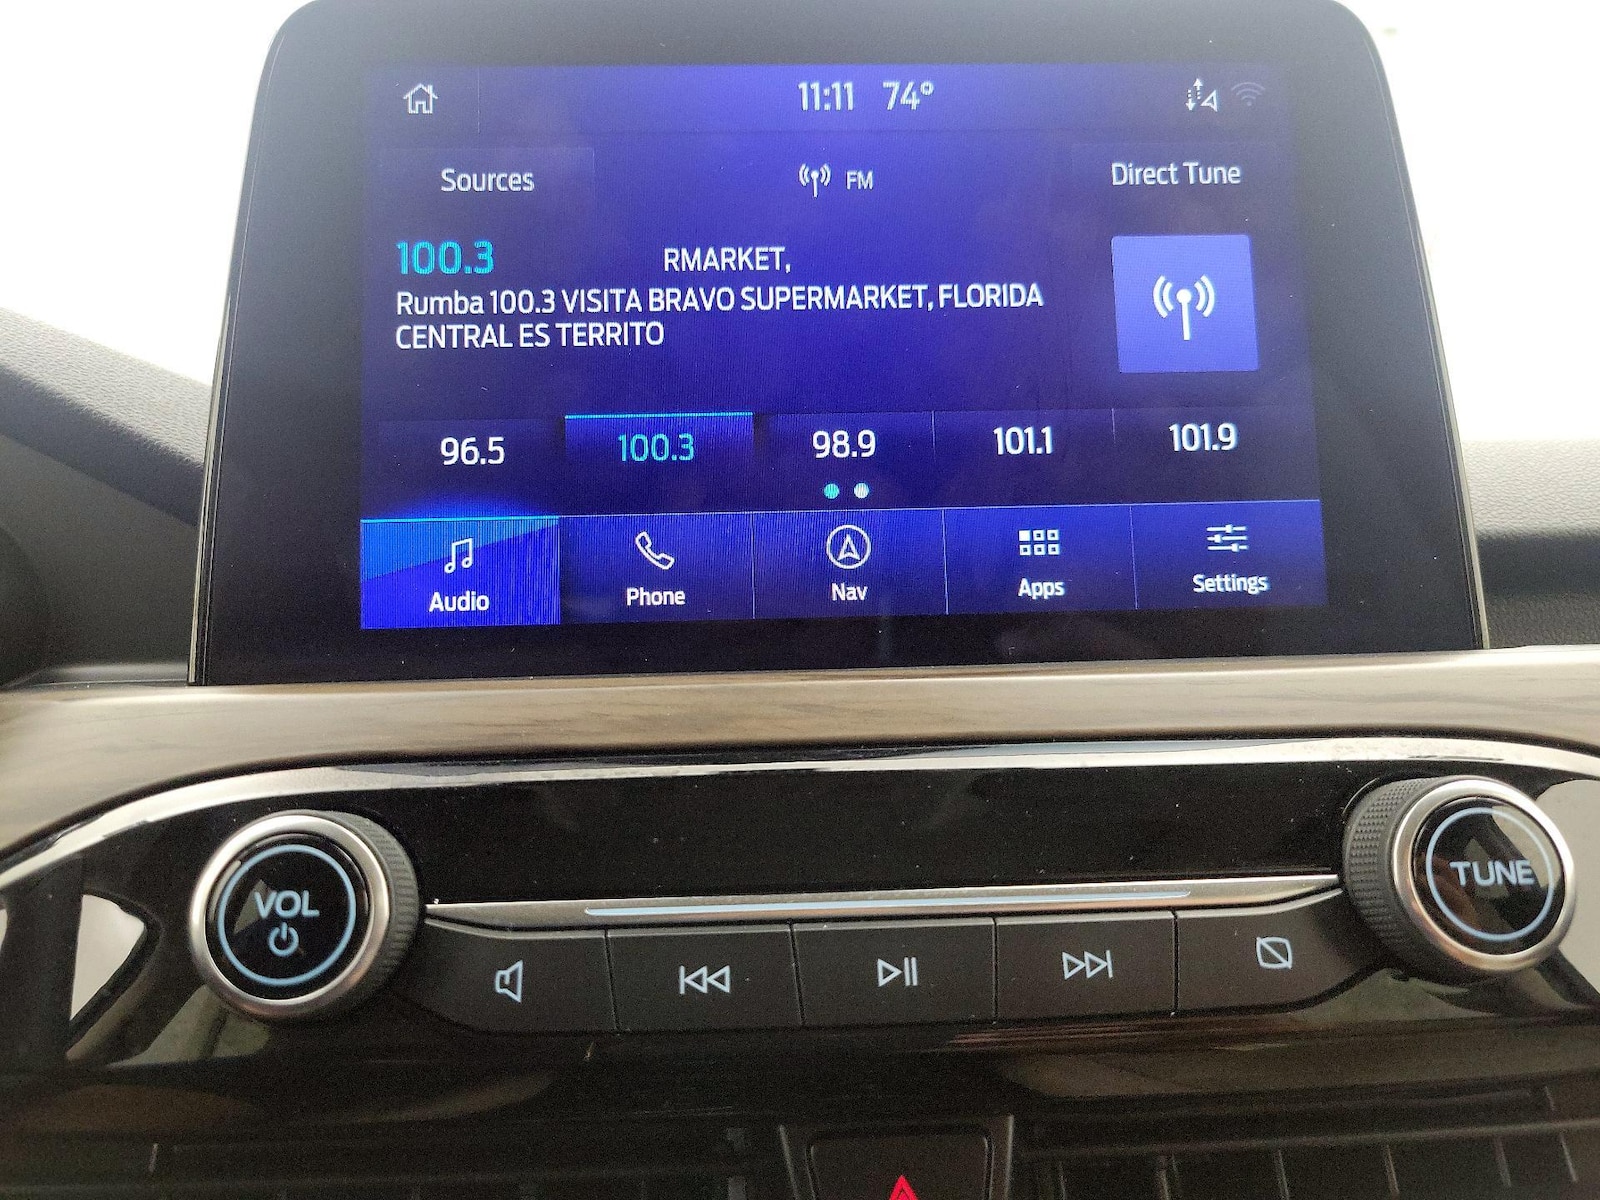 11:11 74°
Sources FM Direct Tune
100.3 RMARKET,
Rumba 100.3 VISITA BRAVO SUPERMARKET, FLORIDA
CENTRAL ES TERRITO
96.5 100.3 98.9 101.1 101.9
Audio Phone Nav Apps Settings
VOL TUNE